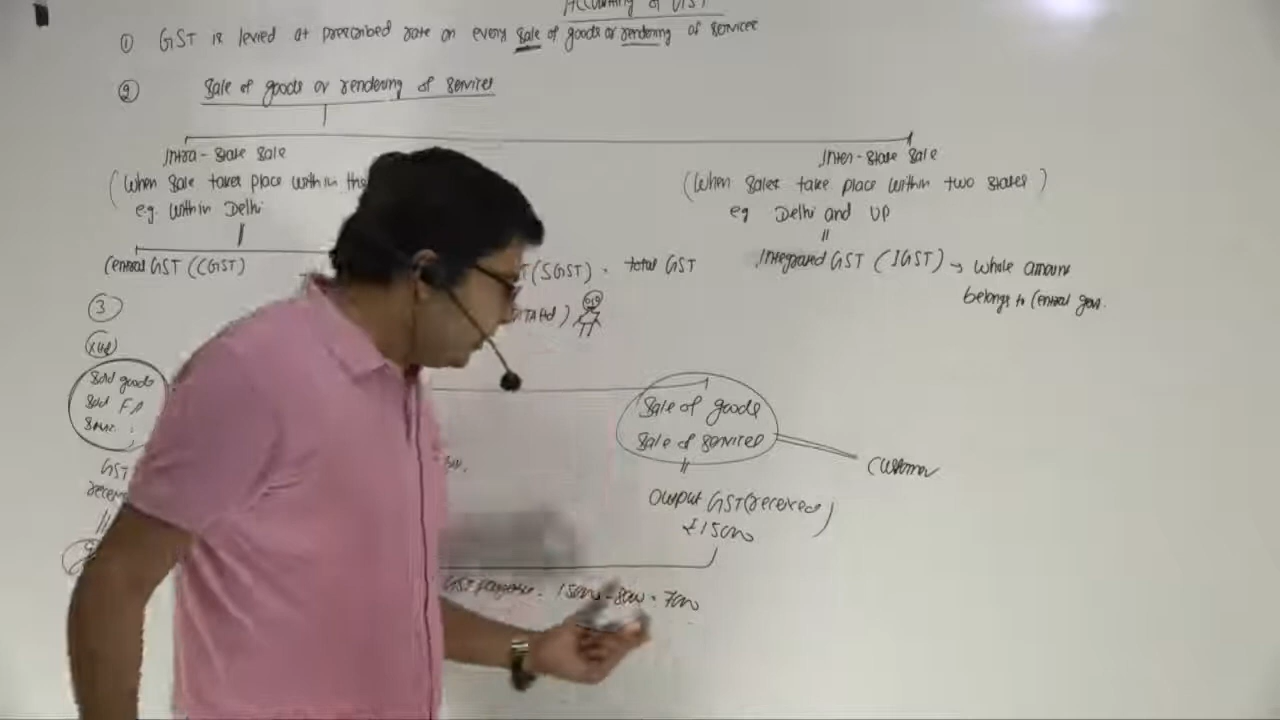 Accounting of GST
① GST is levied at prescribed rate on every sale of goods or rendering of services
② Sale of goods or rendering of services
Intra-State Sale
(When sale takes place within the
e.g. within Delhi
Central GST (CGST)
T (SGST) = total GST
Inter-State Sale
(When sales take place within two states)
eg Delhi and UP
Integrated GST (IGST) → Whole amount
belongs to Central gov.
③
X Ltd
Sold goods
Sold FA
GST
Sale of goods
Sale of services
Customer
Output GST (received)
₹15000
GST payable = 15000 - 8000 = 7000